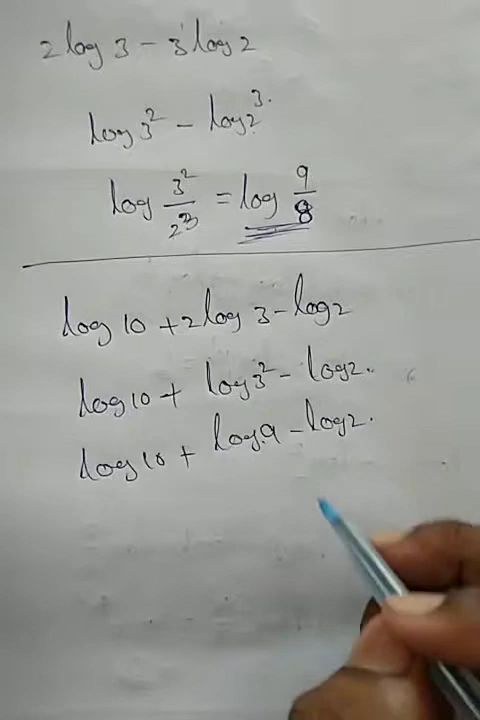 2 log 3 - 3 log 2
log 3² - log 2³.
log 3²/2³ = log 9/8
log 10 + 2 log 3 - log 2
log 10 + log 3² - log 2.
log 10 + log 9 - log 2.